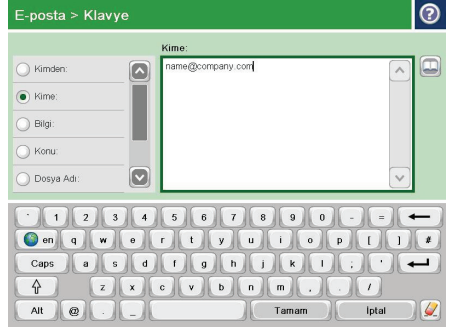 E-posta > Klavye
?
Kime:
Kimden:
name@company.com
Kime:
Bilgi:
Konu:
Dosya Adı:
` 1 2 3 4 5 6 7 8 9 0 - =
en q w e r t y u i o p [ ] #
Caps a s d f g h j k l ; '
z x c v b n m , . /
Alt @ . _ Tamam İptal